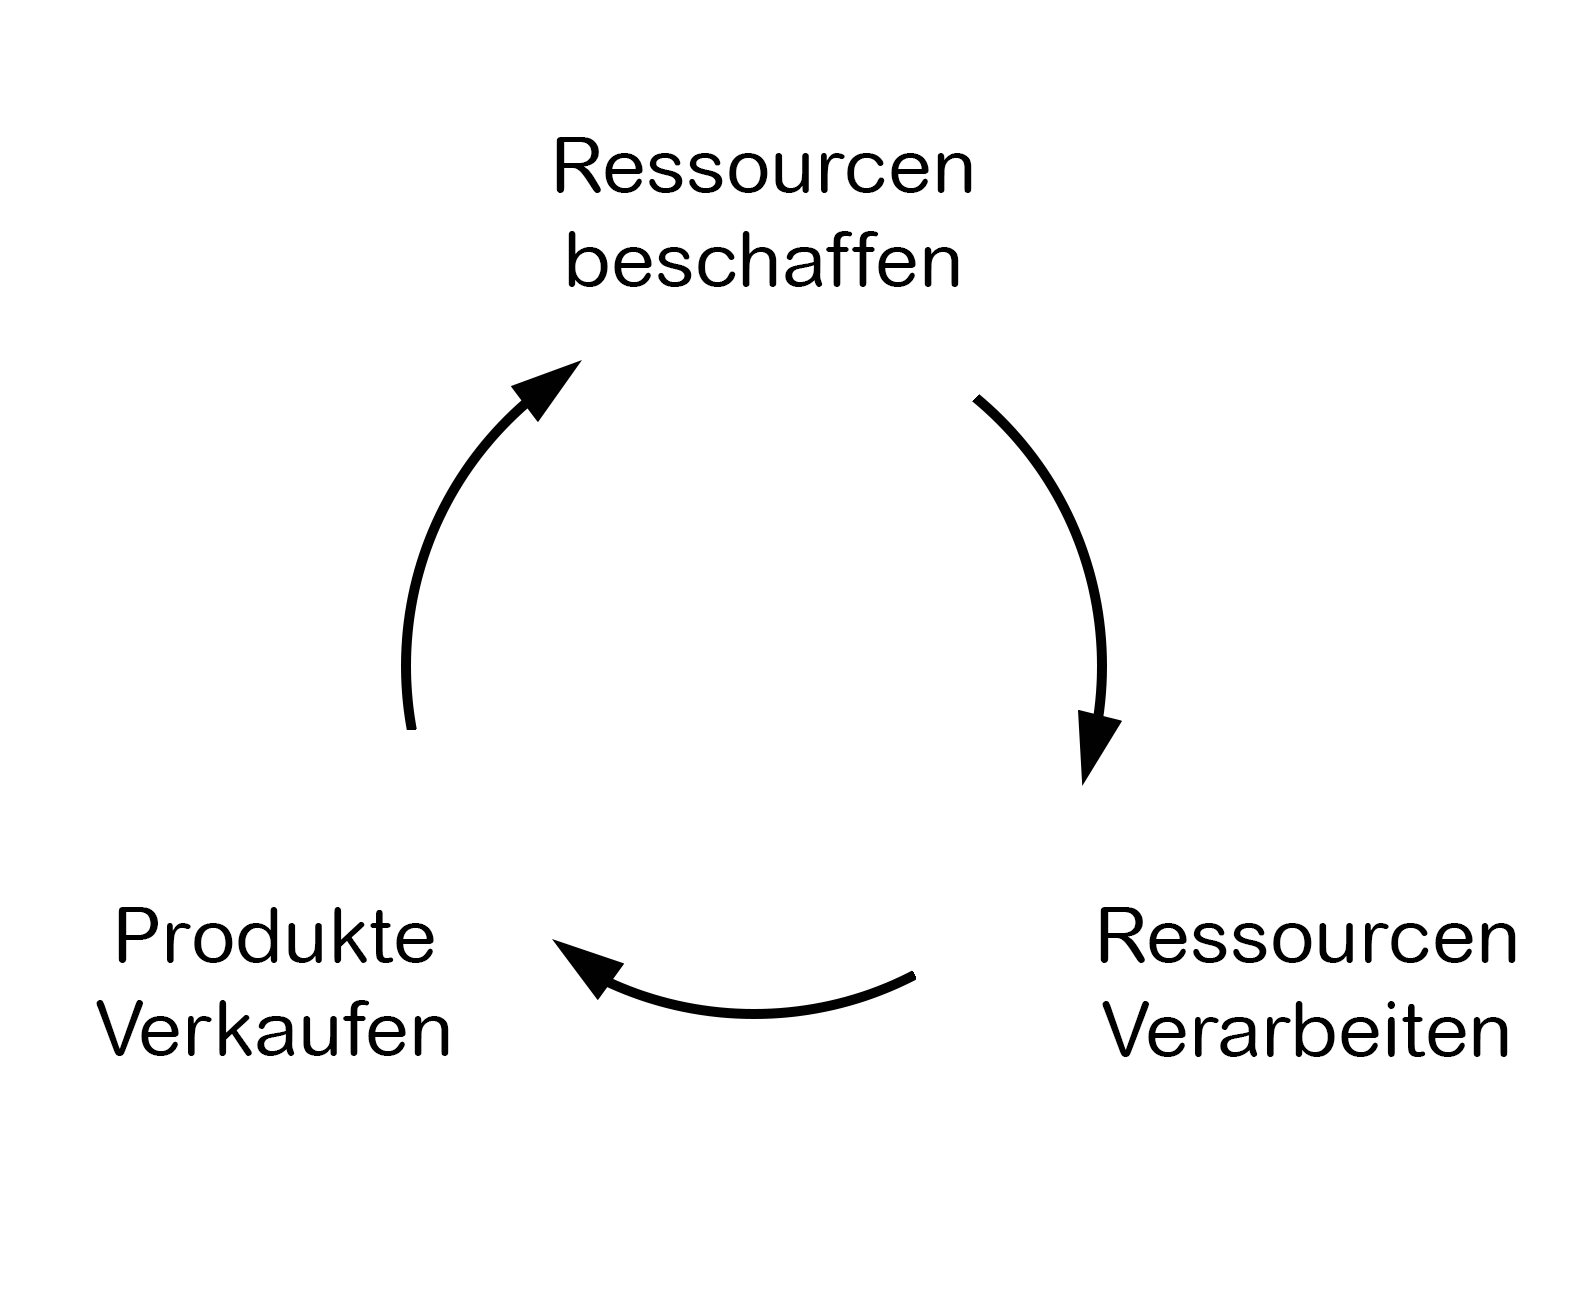 Ressourcen
beschaffen
Produkte
Verkaufen
Ressourcen
Verarbeiten